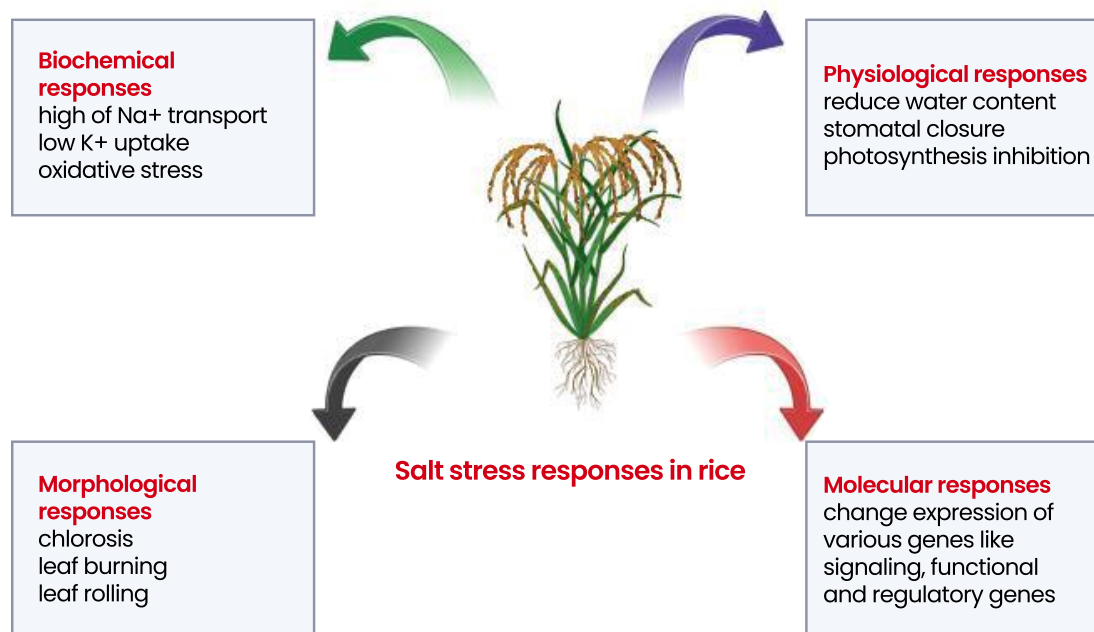 Biochemical
responses
high of Na+ transport
low K+ uptake
oxidative stress
Physiological responses
reduce water content
stomatal closure
photosynthesis inhibition
Salt stress responses in rice
Morphological
responses
chlorosis
leaf burning
leaf rolling
Molecular responses
change expression of
various genes like
signaling, functional
and regulatory genes